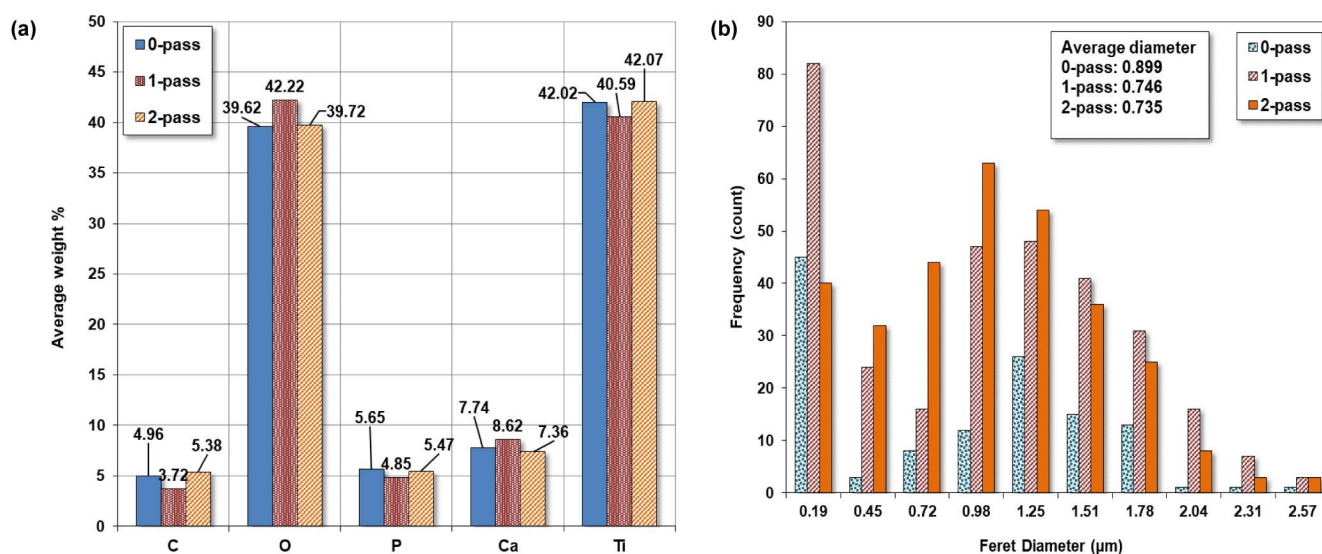 (a)
Average weight %
50
45
40
35
30
25
20
15
10
5
0
0-pass
1-pass
2-pass
4.96
3.72
5.38
39.62
42.22
39.72
5.65
4.85
5.47
7.74
8.62
7.36
42.02
40.59
42.07
C O P Ca Ti
(b)
Frequency (count)
90
80
70
60
50
40
30
20
10
0
Average diameter
0-pass: 0.899
1-pass: 0.746
2-pass: 0.735
0-pass
1-pass
2-pass
0.19 0.45 0.72 0.98 1.25 1.51 1.78 2.04 2.31 2.57
Feret Diameter (µm)